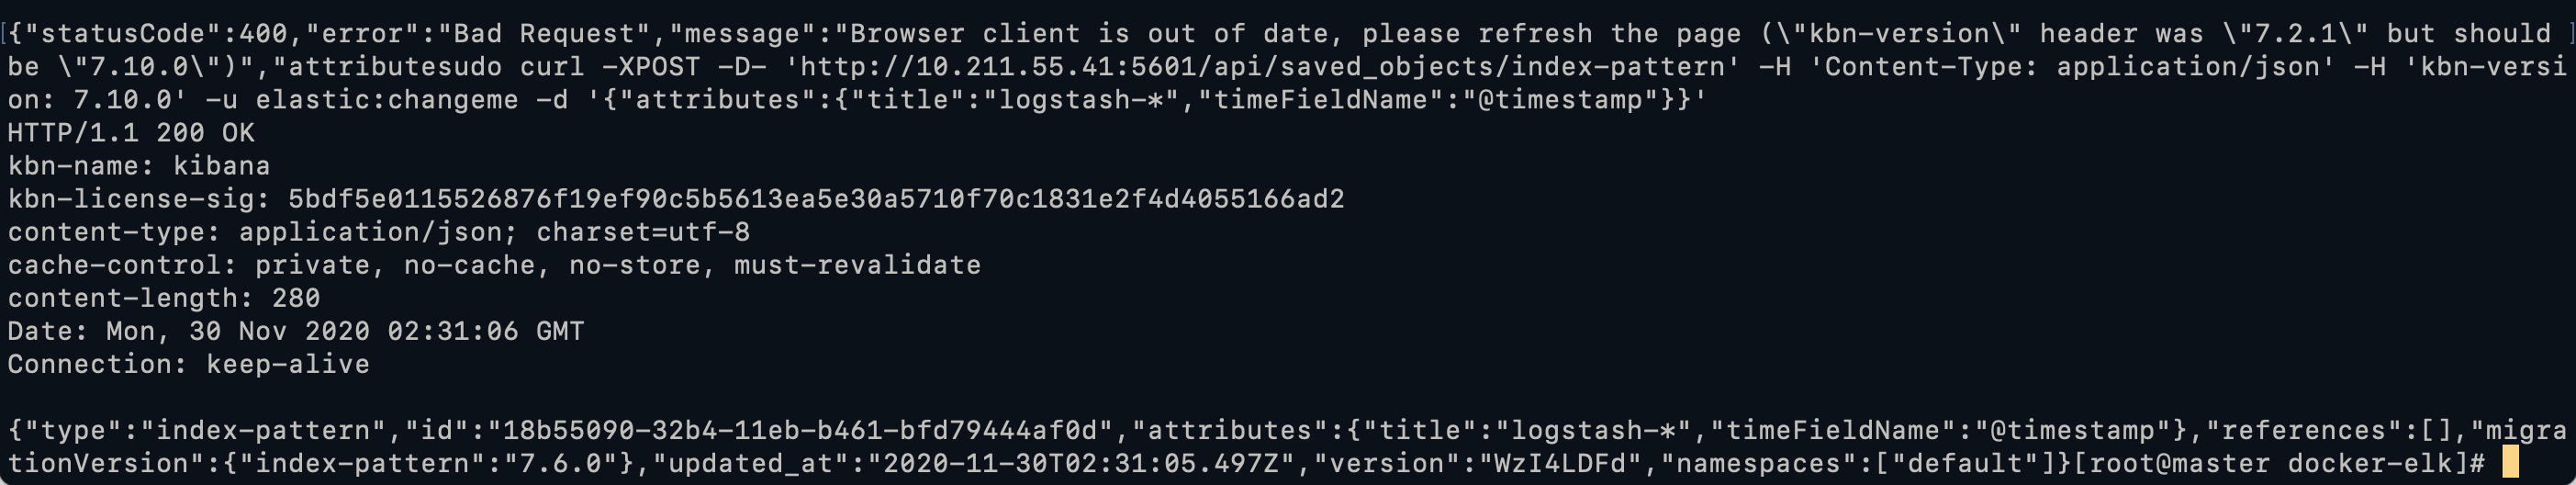 [{"statusCode":400,"error":"Bad Request","message":"Browser client is out of date, please refresh the page (\"kbn-version\" header was \"7.2.1\" but should ]
be \"7.10.0\")","attributesudo curl -XPOST -D- 'http://10.211.55.41:5601/api/saved_objects/index-pattern' -H 'Content-Type: application/json' -H 'kbn-versi
on: 7.10.0' -u elastic:changeme -d '{"attributes":{"title":"logstash-*","timeFieldName":"@timestamp"}}'
HTTP/1.1 200 OK
kbn-name: kibana
kbn-license-sig: 5bdf5e0115526876f19ef90c5b5613ea5e30a5710f70c1831e2f4d4055166ad2
content-type: application/json; charset=utf-8
cache-control: private, no-cache, no-store, must-revalidate
content-length: 280
Date: Mon, 30 Nov 2020 02:31:06 GMT
Connection: keep-alive

{"type":"index-pattern","id":"18b55090-32b4-11eb-b461-bfd79444af0d","attributes":{"title":"logstash-*","timeFieldName":"@timestamp"},"references":[],"migra
tionVersion":{"index-pattern":"7.6.0"},"updated_at":"2020-11-30T02:31:05.497Z","version":"WzI4LDFd","namespaces":["default"]}[root@master docker-elk]#